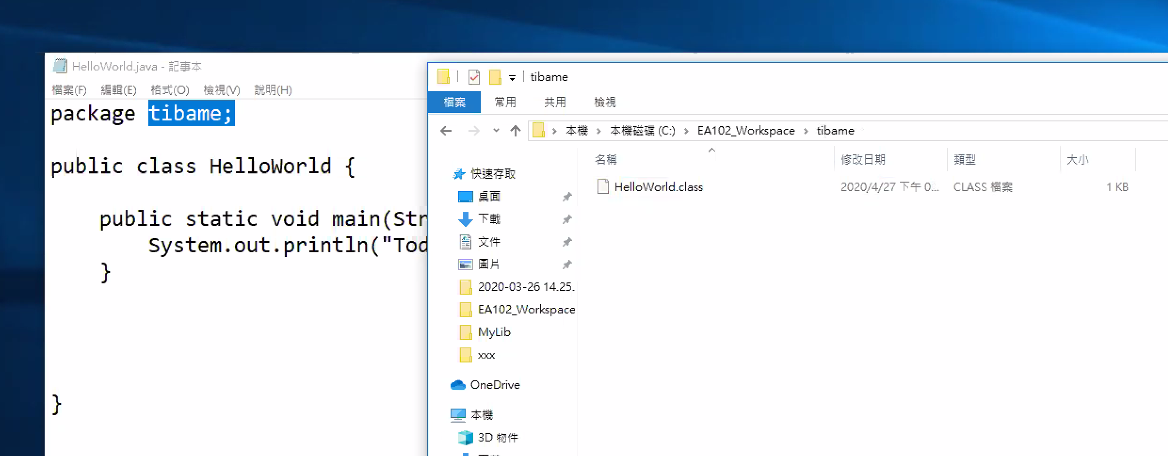 HelloWorld.java - 記事本
檔案(F) 編輯(E) 格式(O) 檢視(V) 說明(H)
package tibame;
public class HelloWorld {
public static void main(Str
System.out.println("Tod
}
}
tibame
檔案 常用 共用 檢視
本機 › 本機磁碟 (C:) › EA102_Workspace › tibame
名稱 修改日期 類型 大小
HelloWorld.class 2020/4/27 下午 0... CLASS 檔案 1 KB
快速存取
桌面
下載
文件
圖片
2020-03-26 14.25.
EA102_Workspace
MyLib
xxx
OneDrive
本機
3D 物件